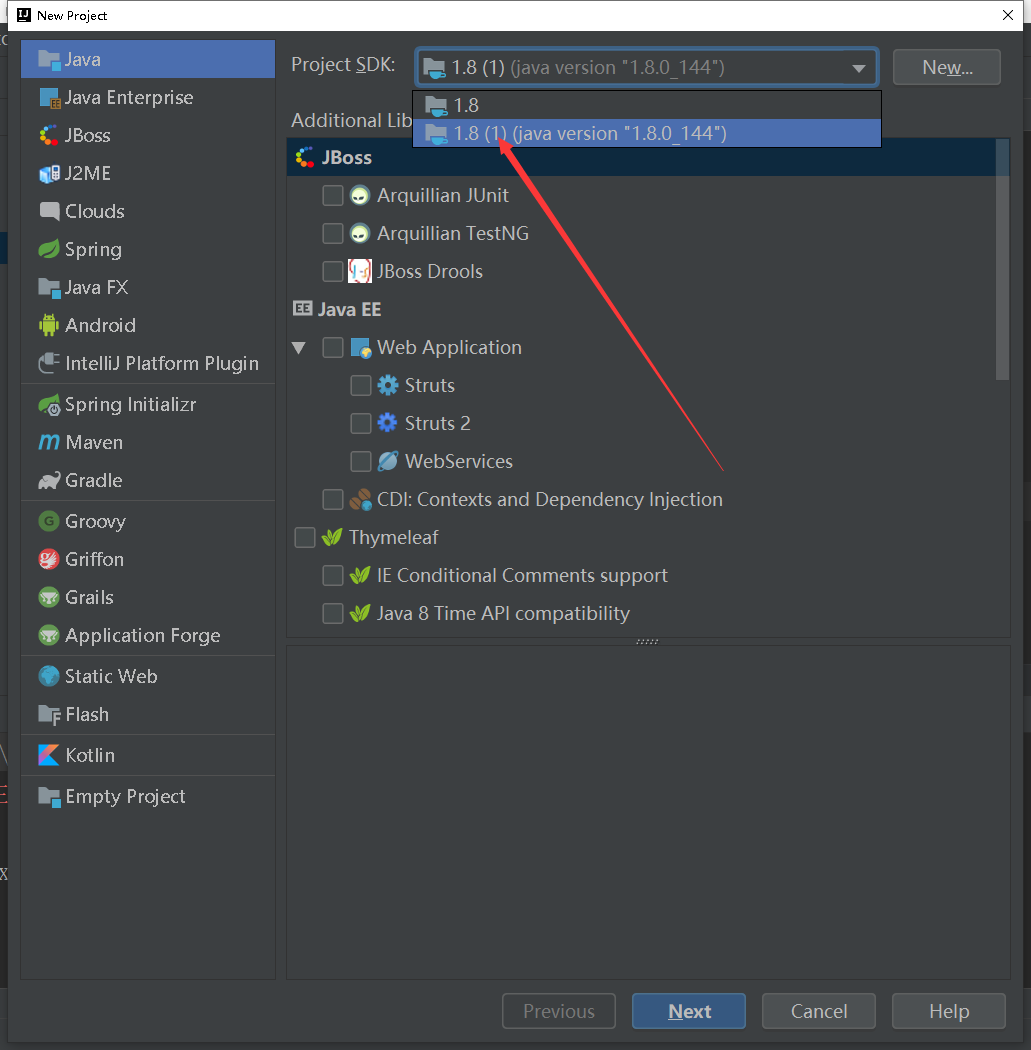 New Project
Java
Java Enterprise
JBoss
J2ME
Clouds
Spring
Java FX
Android
IntelliJ Platform Plugin
Spring Initializr
Maven
Gradle
Groovy
Griffon
Grails
Application Forge
Static Web
Flash
Kotlin
Empty Project
Project SDK: 1.8 (1) (java version "1.8.0_144") New...
1.8
1.8 (1) (java version "1.8.0_144")
Additional Lib
JBoss
Arquillian JUnit
Arquillian TestNG
JBoss Drools
Java EE
Web Application
Struts
Struts 2
WebServices
CDI: Contexts and Dependency Injection
Thymeleaf
IE Conditional Comments support
Java 8 Time API compatibility
Previous Next Cancel Help